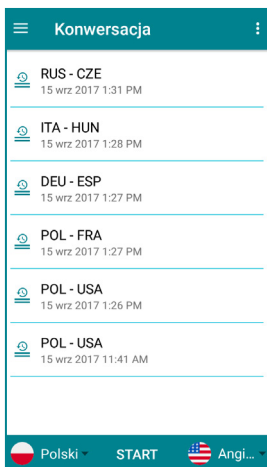 Konwersacja
RUS - CZE
15 wrz 2017 1:31 PM
ITA - HUN
15 wrz 2017 1:28 PM
DEU - ESP
15 wrz 2017 1:27 PM
POL - FRA
15 wrz 2017 1:27 PM
POL - USA
15 wrz 2017 1:26 PM
POL - USA
15 wrz 2017 11:41 AM
Polski START Angi...